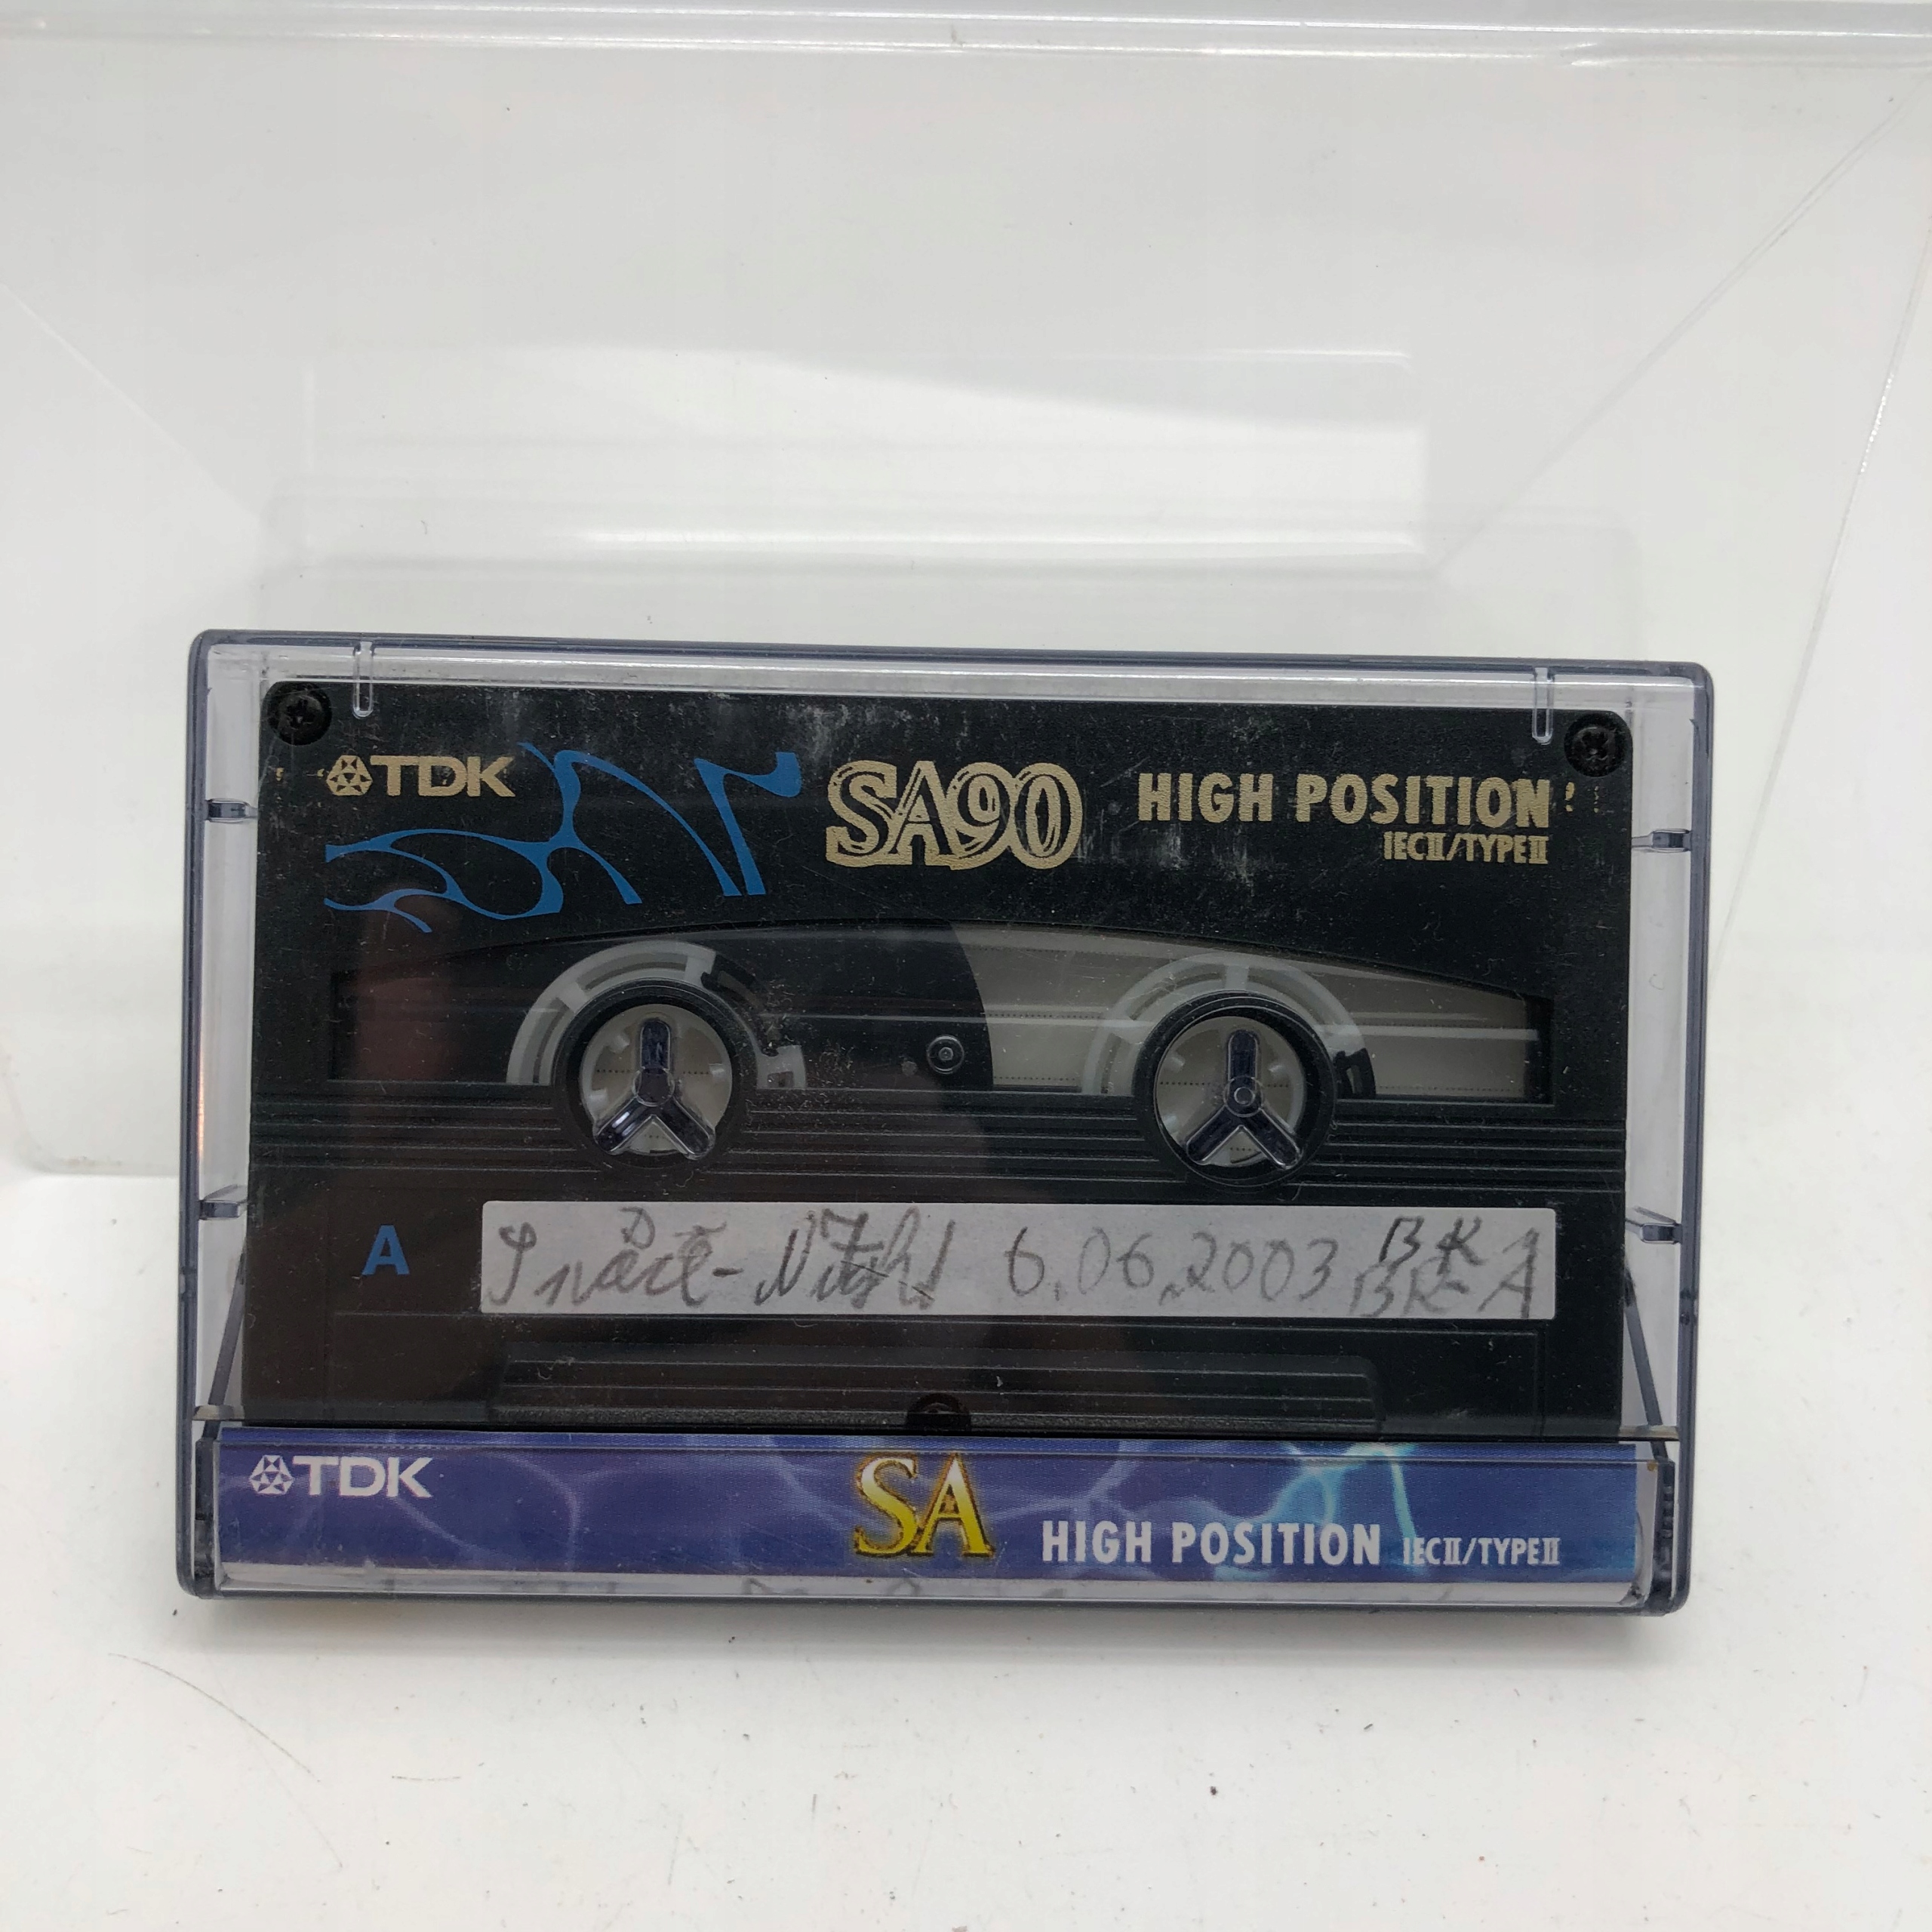 TDK SA90 HIGH POSITION
IECII/TYPEII
A 6.06.2003
TDK SA HIGH POSITION IECII/TYPEII